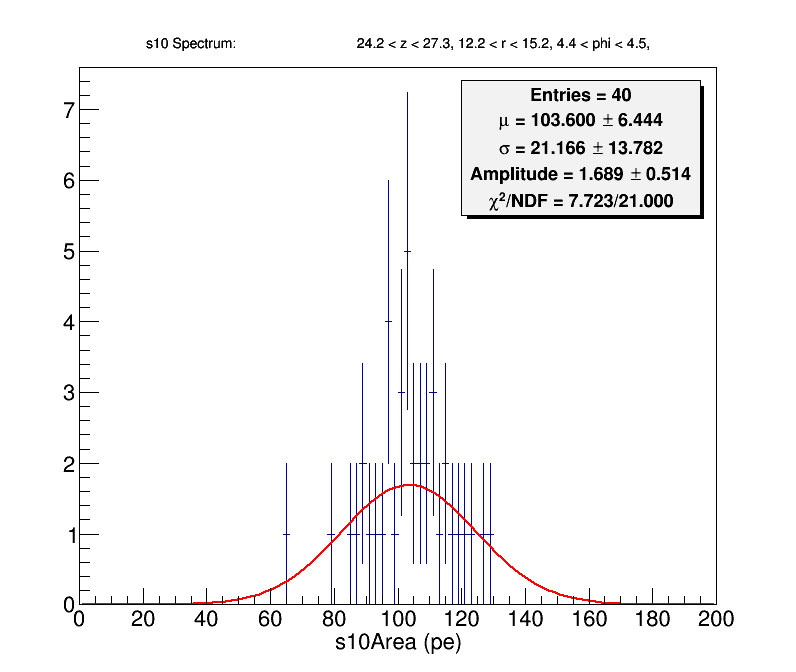 s10 Spectrum: 24.2 < z < 27.3, 12.2 < r < 15.2, 4.4 < phi < 4.5,
Entries = 40
μ = 103.600 ± 6.444
σ = 21.166 ± 13.782
Amplitude = 1.689 ± 0.514
χ²/NDF = 7.723/21.000
7
6
5
4
3
2
1
0
0 20 40 60 80 100 120 140 160 180 200
s10Area (pe)